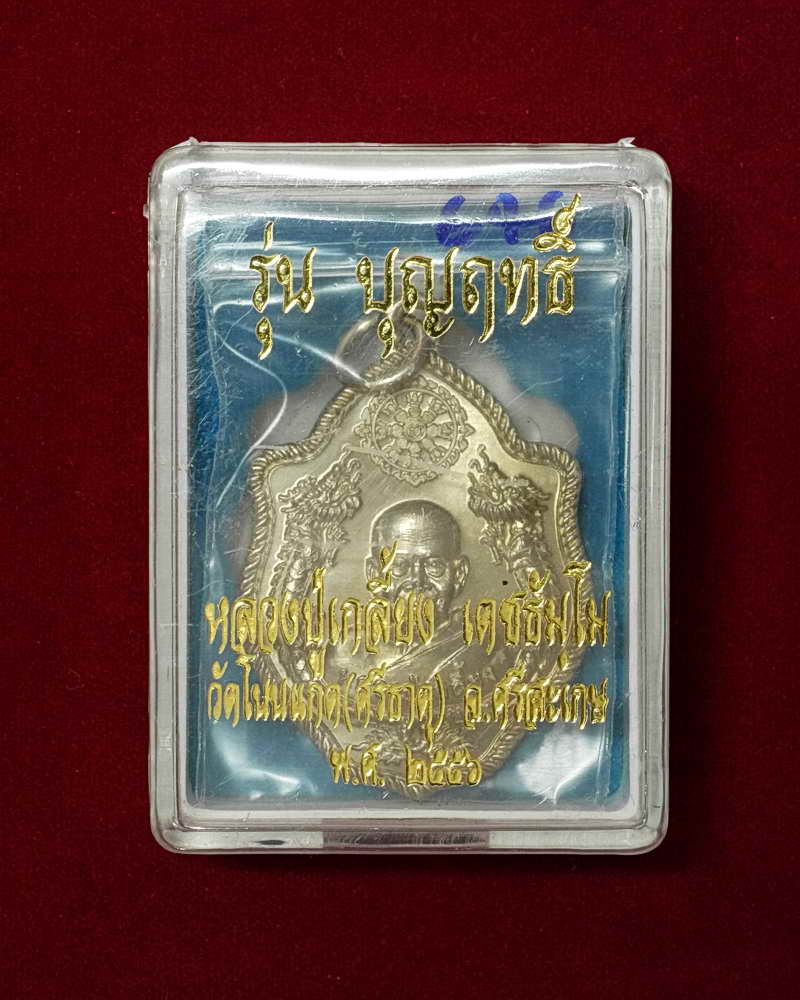 รุ่น บุญฤทธิ์
หลวงปู่เกลี้ยง เตชธัมโม
วัดโนนแกด(ศรีธาตุ) จ.ศรีสะเกษ
พ.ศ. ๒๕๕๖